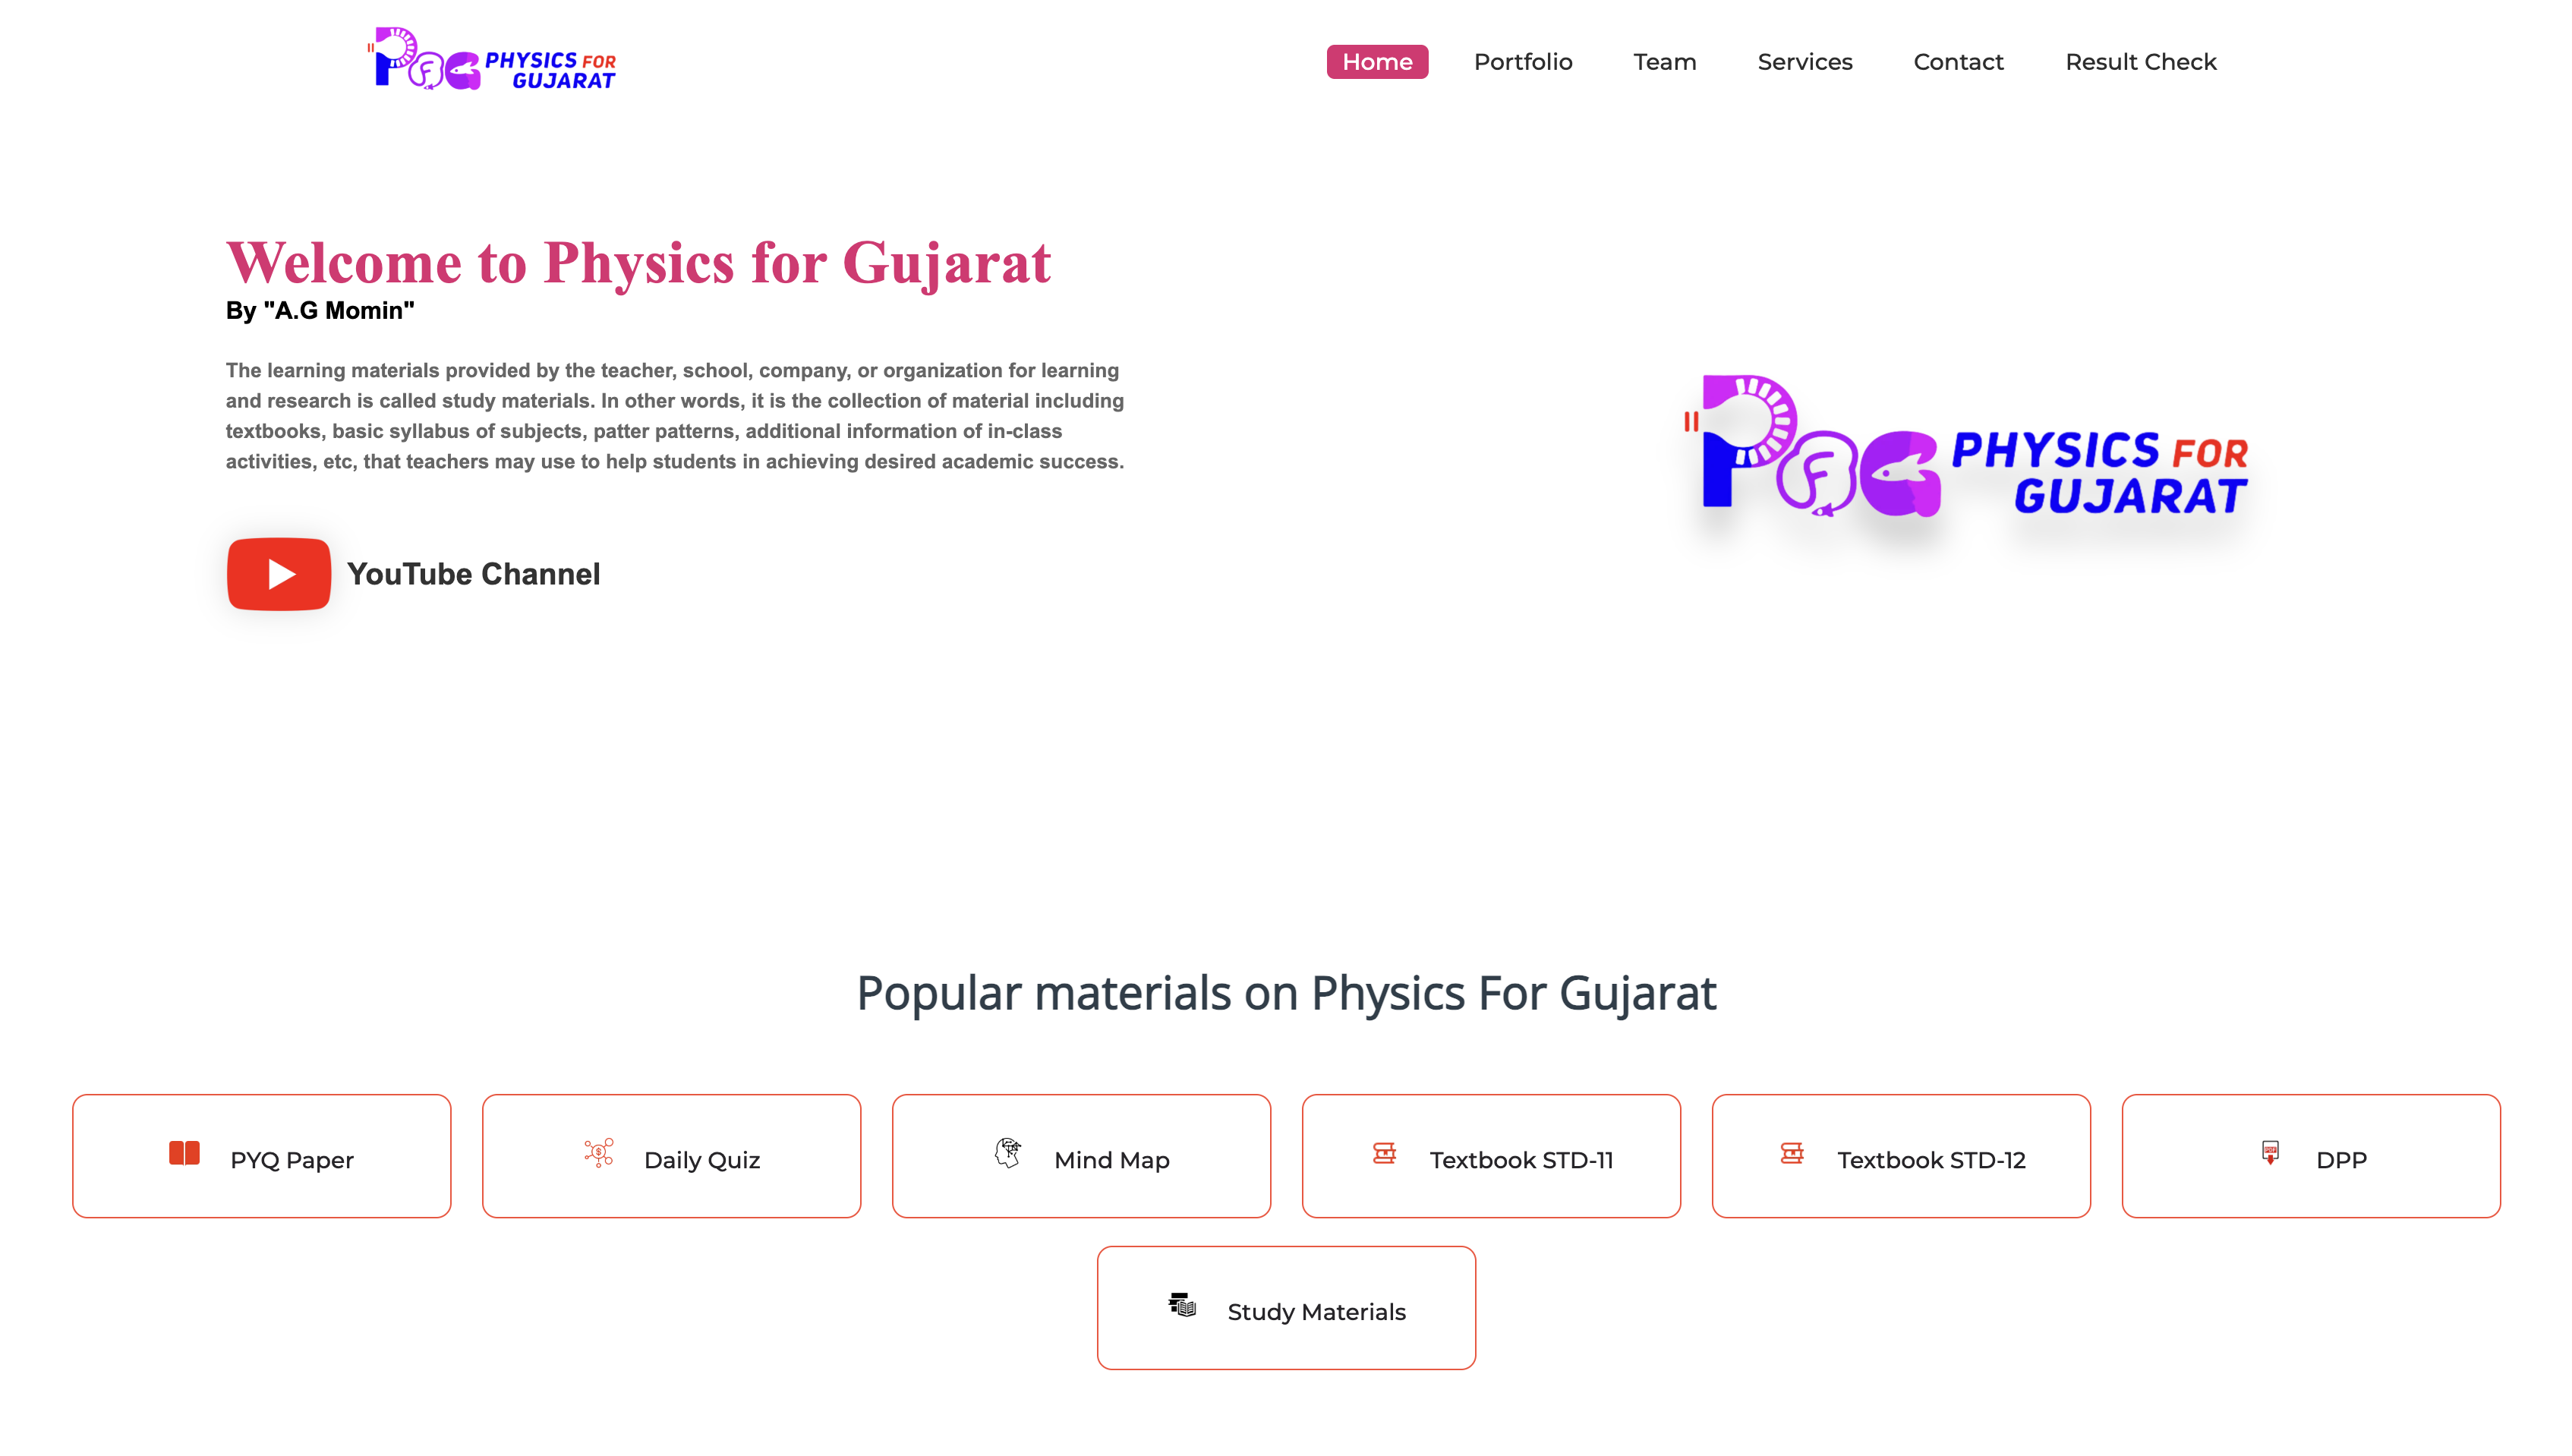 PFG PHYSICS FOR
GUJARAT
Home Portfolio Team Services Contact Result Check
Welcome to Physics for Gujarat
By "A.G Momin"
The learning materials provided by the teacher, school, company, or organization for learning
and research is called study materials. In other words, it is the collection of material including
textbooks, basic syllabus of subjects, patter patterns, additional information of in-class
activities, etc, that teachers may use to help students in achieving desired academic success.
YouTube Channel
PFG PHYSICS FOR
GUJARAT
Popular materials on Physics For Gujarat
PYQ Paper
Daily Quiz
Mind Map
Textbook STD-11
Textbook STD-12
PDF
DPP
Study Materials